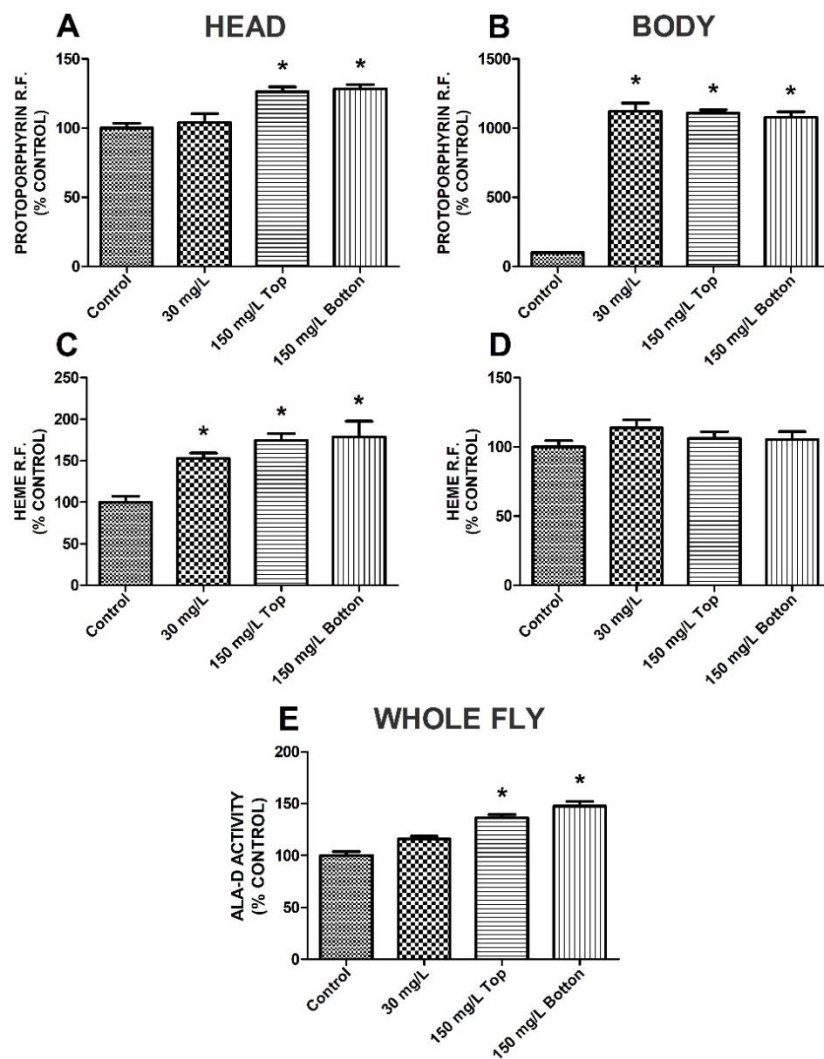 A HEAD
PROTOPORPHYRIN R.F.
(% CONTROL)
150
100
50
0
*
*
Control
30 mg/L
150 mg/L Top
150 mg/L Botton
B BODY
PROTOPORPHYRIN R.F.
(% CONTROL)
1500
1000
500
0
*
*
*
Control
30 mg/L
150 mg/L Top
150 mg/L Botton
C
HEME R.F.
(% CONTROL)
250
200
150
100
50
0
*
*
*
Control
30 mg/L
150 mg/L Top
150 mg/L Botton
D
HEME R.F.
(% CONTROL)
150
100
50
0
Control
30 mg/L
150 mg/L Top
150 mg/L Botton
E WHOLE FLY
ALA-D ACTIVITY
(% CONTROL)
200
150
100
50
0
*
*
Control
30 mg/L
150 mg/L Top
150 mg/L Botton